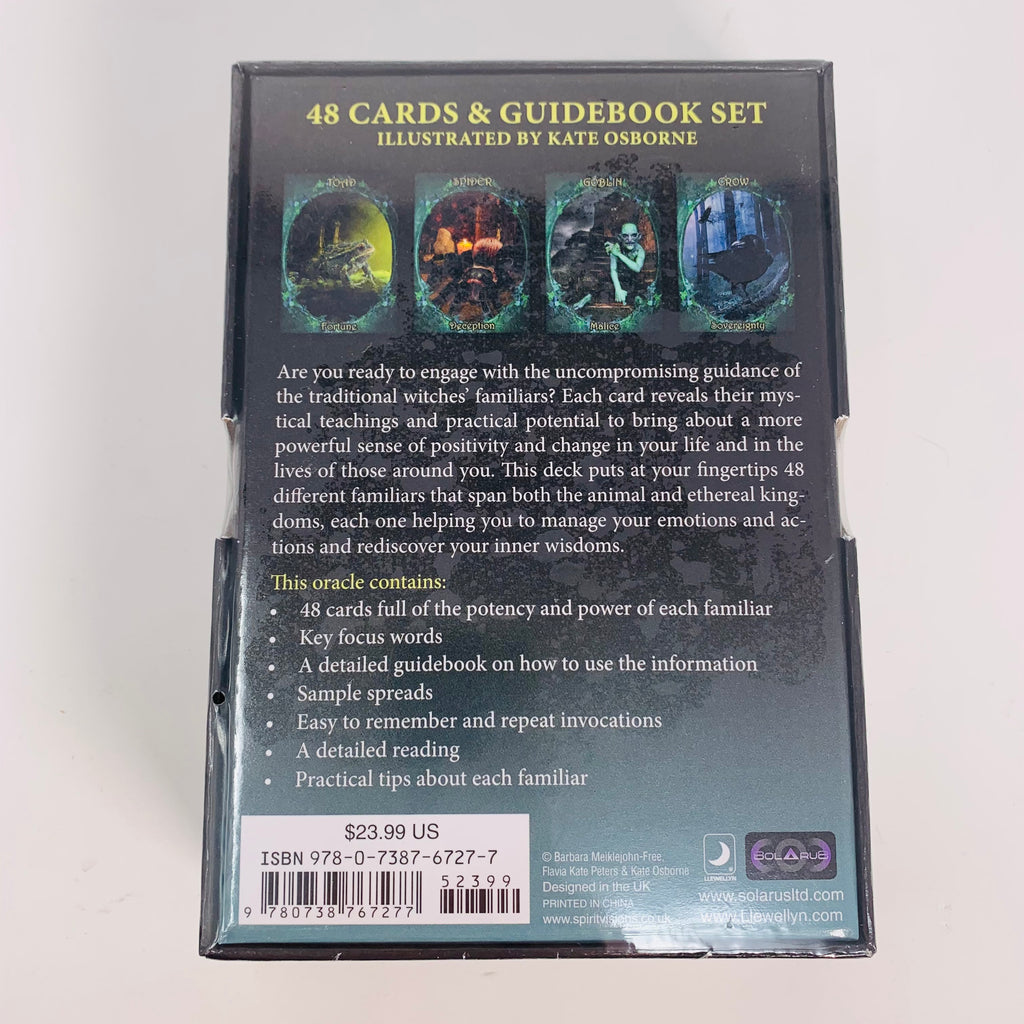 48 CARDS & GUIDEBOOK SET
ILLUSTRATED BY KATE OSBORNE
TOAD
Fortune
SPIDER
Deception
GOBLIN
Malice
CROW
Sovereignty
Are you ready to engage with the uncompromising guidance of
the traditional witches' familiars? Each card reveals their mys-
tical teachings and practical potential to bring about a more
powerful sense of positivity and change in your life and in the
lives of those around you. This deck puts at your fingertips 48
different familiars that span both the animal and ethereal king-
doms, each one helping you to manage your emotions and ac-
tions and rediscover your inner wisdoms.
This oracle contains:
• 48 cards full of the potency and power of each familiar
• Key focus words
• A detailed guidebook on how to use the information
• Sample spreads
• Easy to remember and repeat invocations
• A detailed reading
• Practical tips about each familiar
$23.99 US
ISBN 978-0-7387-6727-7
52399
9 780738 767277
© Barbara Meiklejohn-Free,
Flavia Kate Peters & Kate Osborne
Designed in the UK
PRINTED IN CHINA
www.spiritvisions.co.uk
LLEWELLYN
SOLARUS
www.solarusltd.com
www.Llewellyn.com